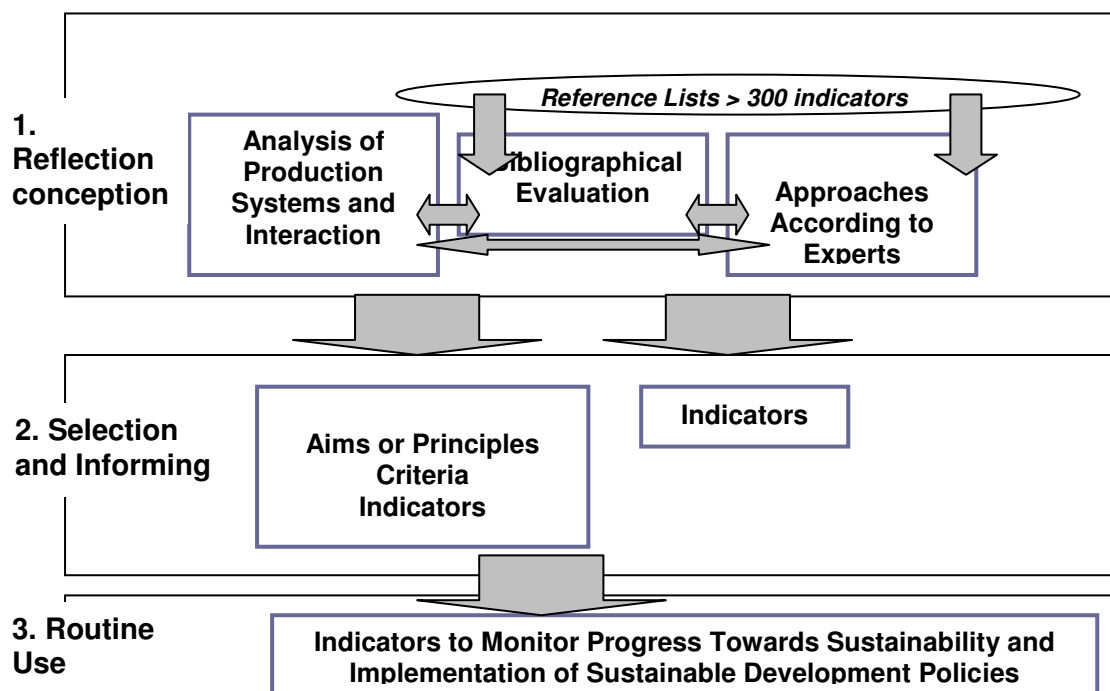 1.
Reflection
conception
Reference Lists > 300 indicators
Analysis of
Production
Systems and
Interaction
Bibliographical
Evaluation
Approaches
According to
Experts
2. Selection
and Informing
Aims or Principles
Criteria
Indicators
Indicators
3. Routine
Use
Indicators to Monitor Progress Towards Sustainability and
Implementation of Sustainable Development Policies